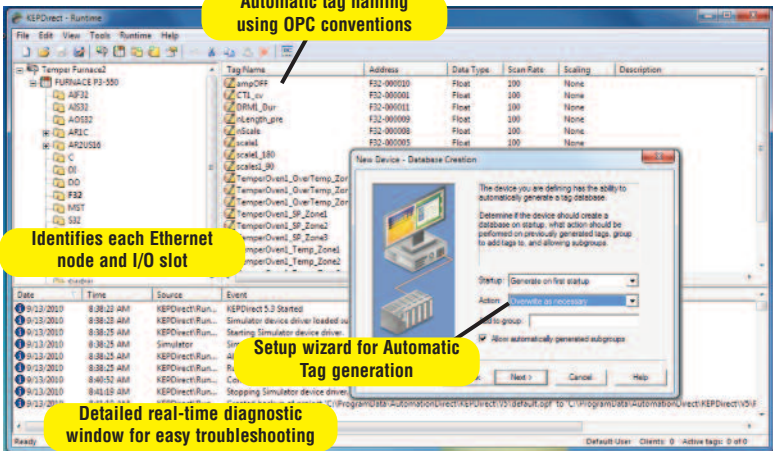 Automatic tag naming
using OPC conventions
KEPDirect - Runtime
File Edit View Tools Runtime Help
Temper Furnace2
FURNACE P3-550
AIF32
AIS32
AOS32
AR1C
AR2US16
C
DI
DO
F32
MST
S32
Tag Name Address Data Type Scan Rate Scaling Description
ampOFF F32-000010 Float 100 None
CT1_cv F32-000001 Float 100 None
DRM1_Dur F32-000011 Float 100 None
nLength_pre F32-000009 Float 100 None
nScale F32-000008 Float 100 None
scale1 F32-000005 Float 100 None
scale1_180
scales1_90
TemperOven1_OverTemp_Zor
TemperOven1_OverTemp_Zor
TemperOven1_OverTemp_Zor
TemperOven1_SP_Zone1
TemperOven1_SP_Zone2
TemperOven1_SP_Zone3
TemperOven1_Temp_Zone1
TemperOven1_Temp_Zone2
Identifies each Ethernet
node and I/O slot
New Device - Database Creation
The device you are defining has the ability to
automatically generate a tag database.
Determine if the device should create a
database on startup, what action should be
performed on previously generated tags, group
to add tags to, and allowing subgroups.
Startup: Generate on first startup
Action: Overwrite as necessary
Add to group:
Allow automatically generated subgroups
Next > Cancel Help
Setup wizard for Automatic
Tag generation
Date Time Source Event
9/13/2010 8:38:23 AM KEPDirect\Run... KEPDirect 5.3 Started
9/13/2010 8:38:25 AM KEPDirect\Run... Simulator device driver loaded su
9/13/2010 8:38:25 AM KEPDirect\Run... Starting Simulator device driver.
9/13/2010 8:38:25 AM Simulator
9/13/2010 8:38:25 AM KEPDirect\Run...
9/13/2010 8:38:25 AM KEPDirect\Run...
9/13/2010 8:40:52 AM KEPDirect\Run...
9/13/2010 8:41:19 AM KEPDirect\Run... Stopping Simulator device driver.
9/13/2010
Detailed real-time diagnostic
window for easy troubleshooting
Ready Default User Clients: 0 Active tags: 0 of 0